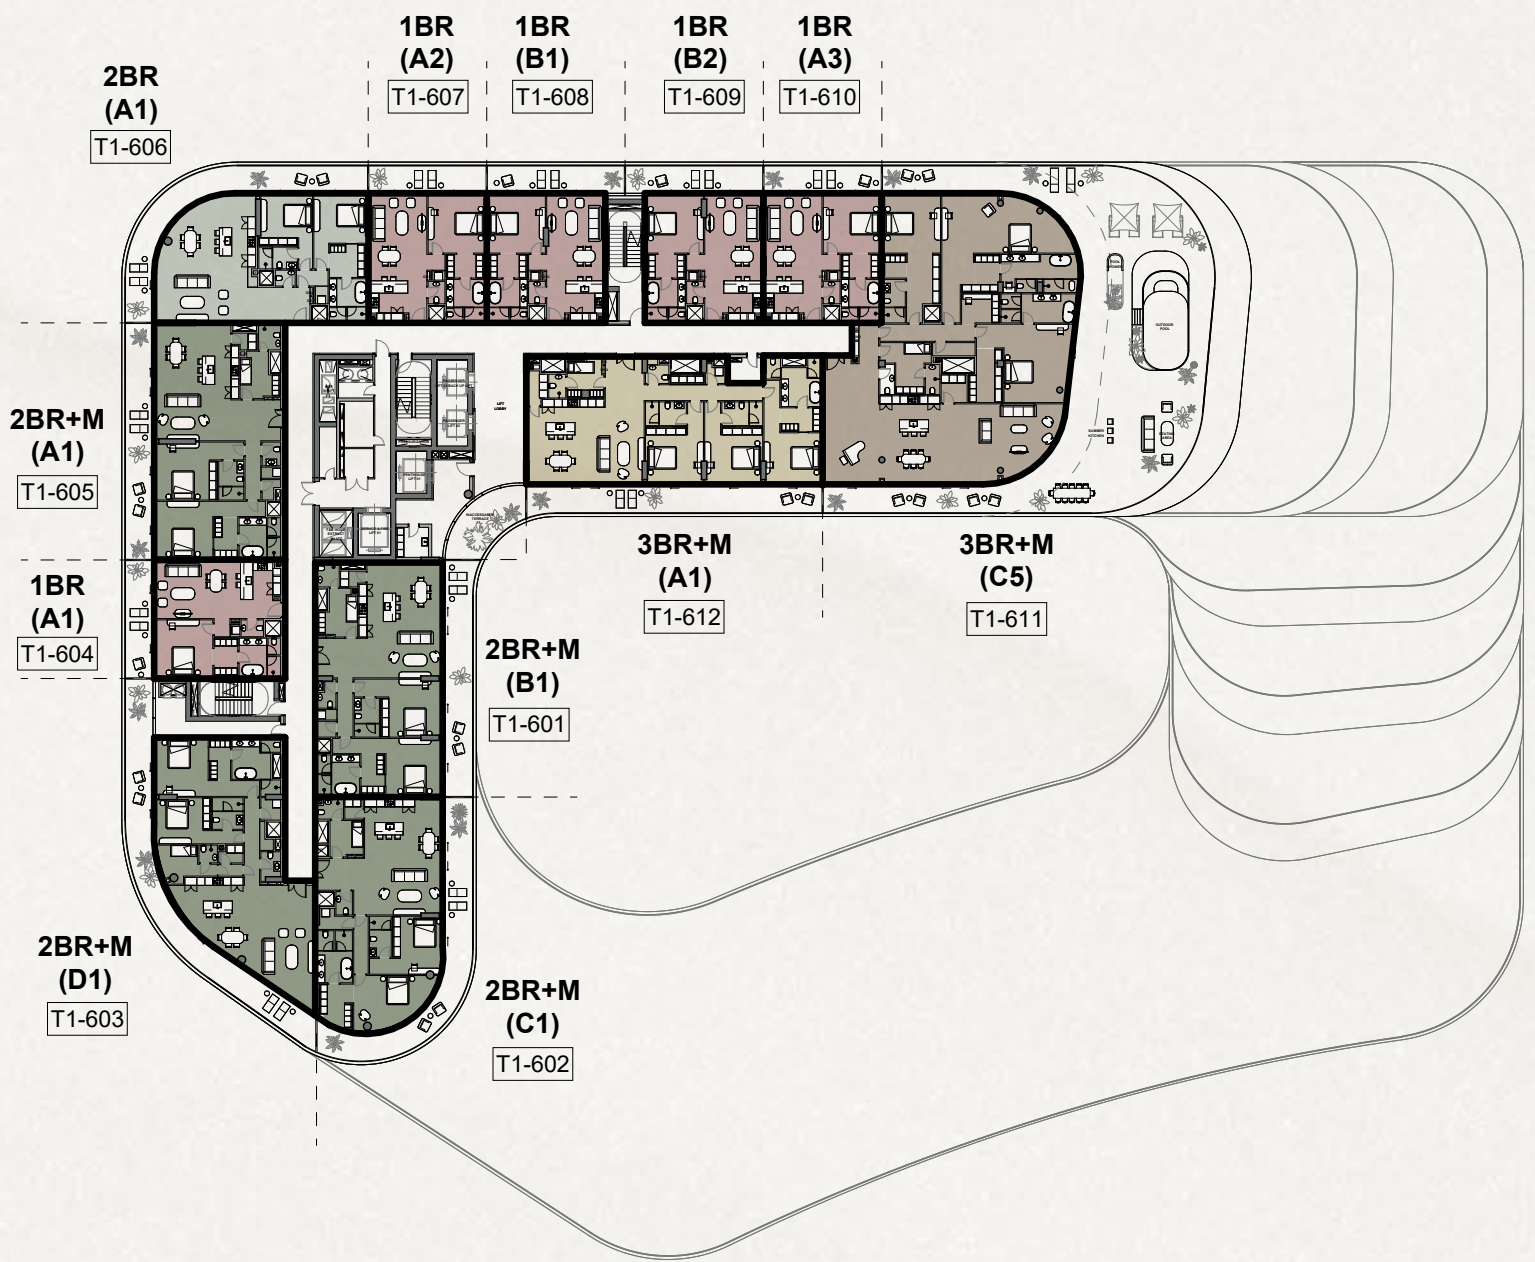 1BR
(A2)
T1-607
1BR
(B1)
T1-608
1BR
(B2)
T1-609
1BR
(A3)
T1-610
2BR
(A1)
T1-606
2BR+M
(A1)
T1-605
1BR
(A1)
T1-604
LIFT
LOBBY
OUTDOOR
POOL
SUMMER
KITCHEN
3BR+M
(A1)
T1-612
3BR+M
(C5)
T1-611
2BR+M
(B1)
T1-601
2BR+M
(D1)
T1-603
2BR+M
(C1)
T1-602